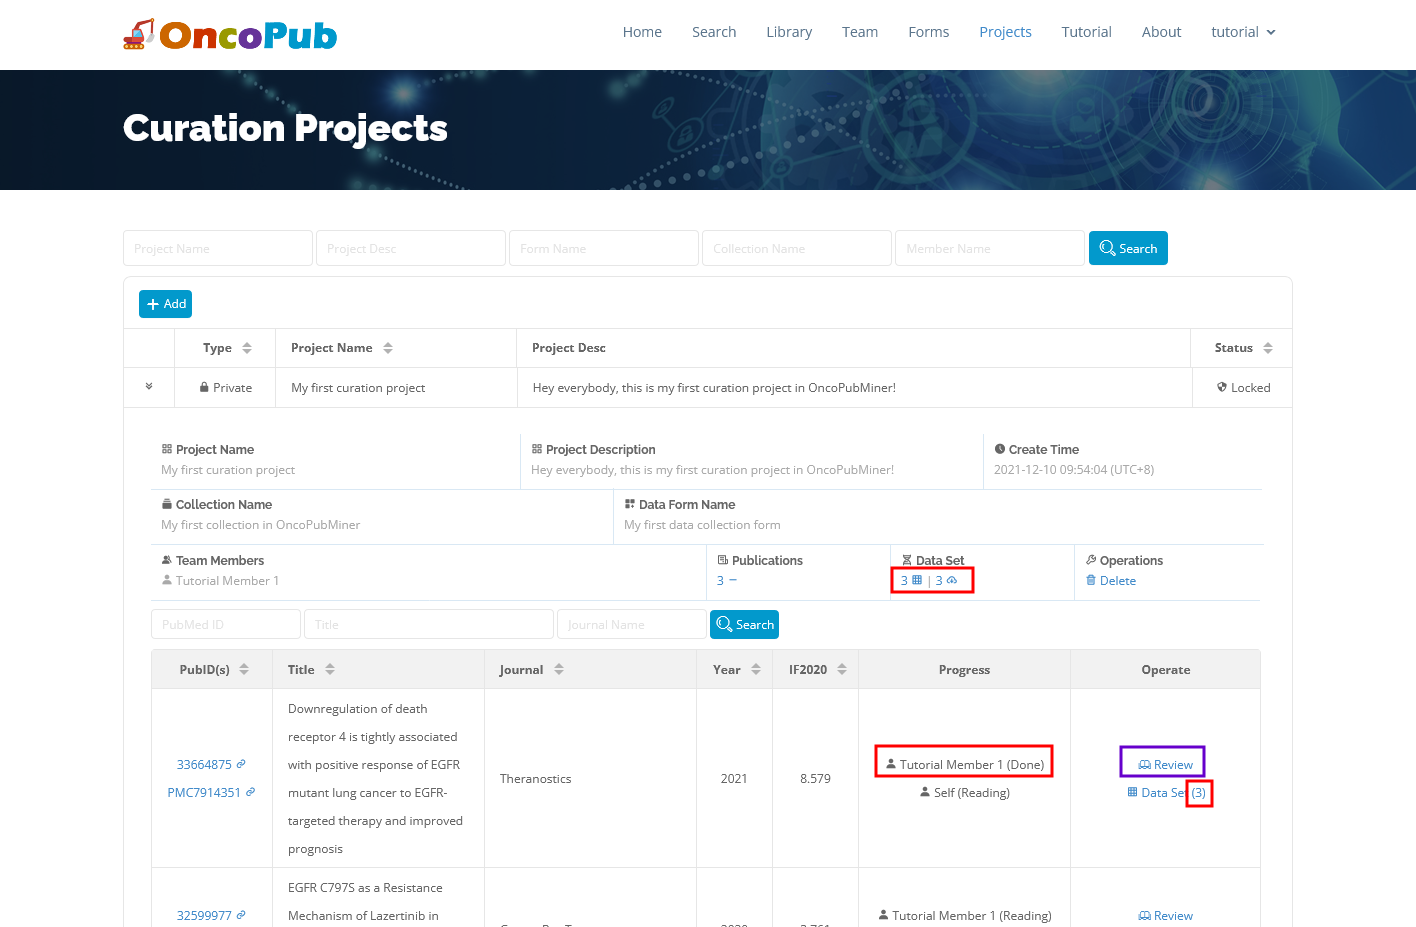 OncoPub
Home Search Library Team Forms Projects Tutorial About tutorial
Curation Projects
Project Name Project Desc Form Name Collection Name Member Name Search
Add
Type Project Name Project Desc Status
Private My first curation project Hey everybody, this is my first curation project in OncoPubMiner! Locked
Project Name Project Description Create Time
My first curation project Hey everybody, this is my first curation project in OncoPubMiner! 2021-12-10 09:54:04 (UTC+8)
Collection Name Data Form Name
My first collection in OncoPubMiner My first data collection form
Team Members Publications Data Set Operations
Tutorial Member 1 3 − 3 | 3 Delete
PubMed ID Title Journal Name Search
PubID(s) Title Journal Year IF2020 Progress Operate
Downregulation of death
receptor 4 is tightly associated
33664875 with positive response of EGFR Tutorial Member 1 (Done) Review
Theranostics 2021 8.579
PMC7914351 mutant lung cancer to EGFR- Self (Reading) Data Set (3)
targeted therapy and improved
prognosis
EGFR C797S as a Resistance
32599977 Mechanism of Lazertinib in Tutorial Member 1 (Reading) Review